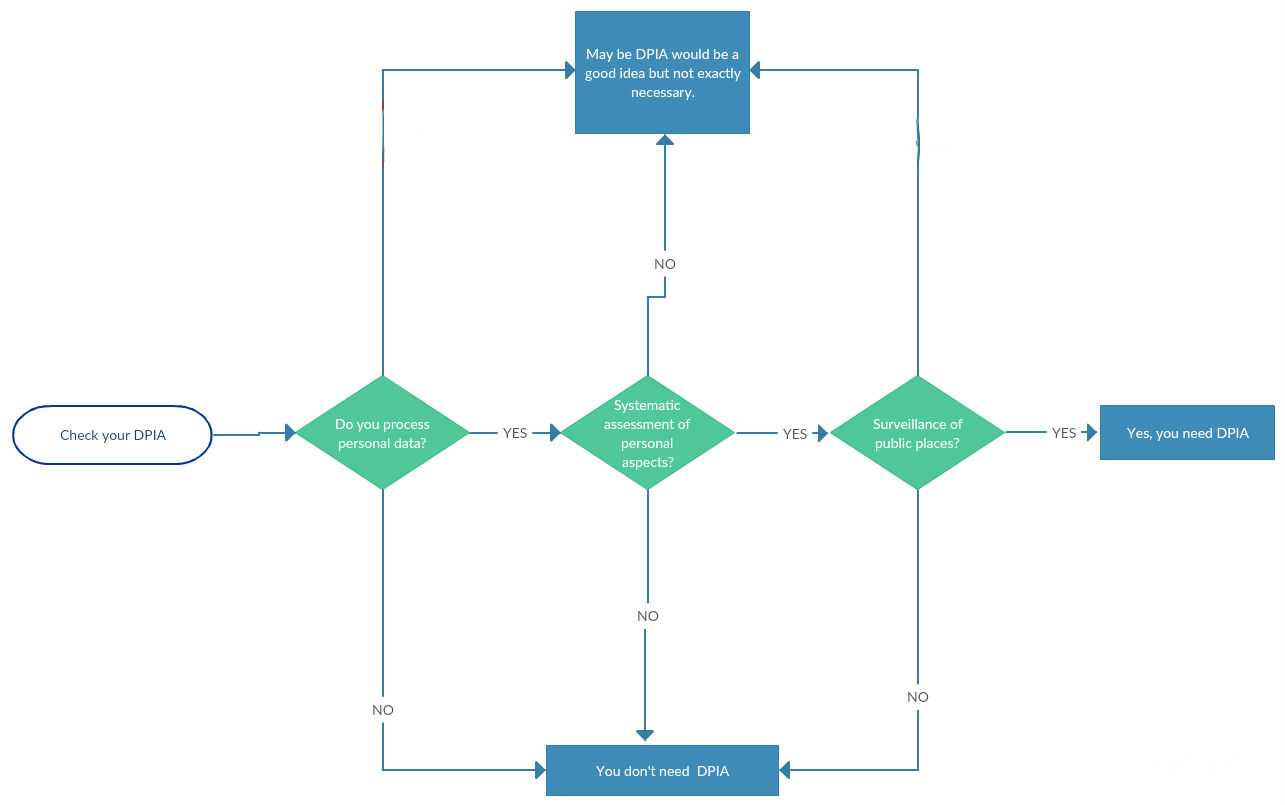 May be DPIA would be a
good idea but not exactly
necessary.
NO
Check your DPIA
Do you process
personal data?
YES
Systematic
assessment of
personal
aspects?
YES
Surveillance of
public places?
YES
Yes, you need DPIA
NO
NO
NO
You don't need  DPIA